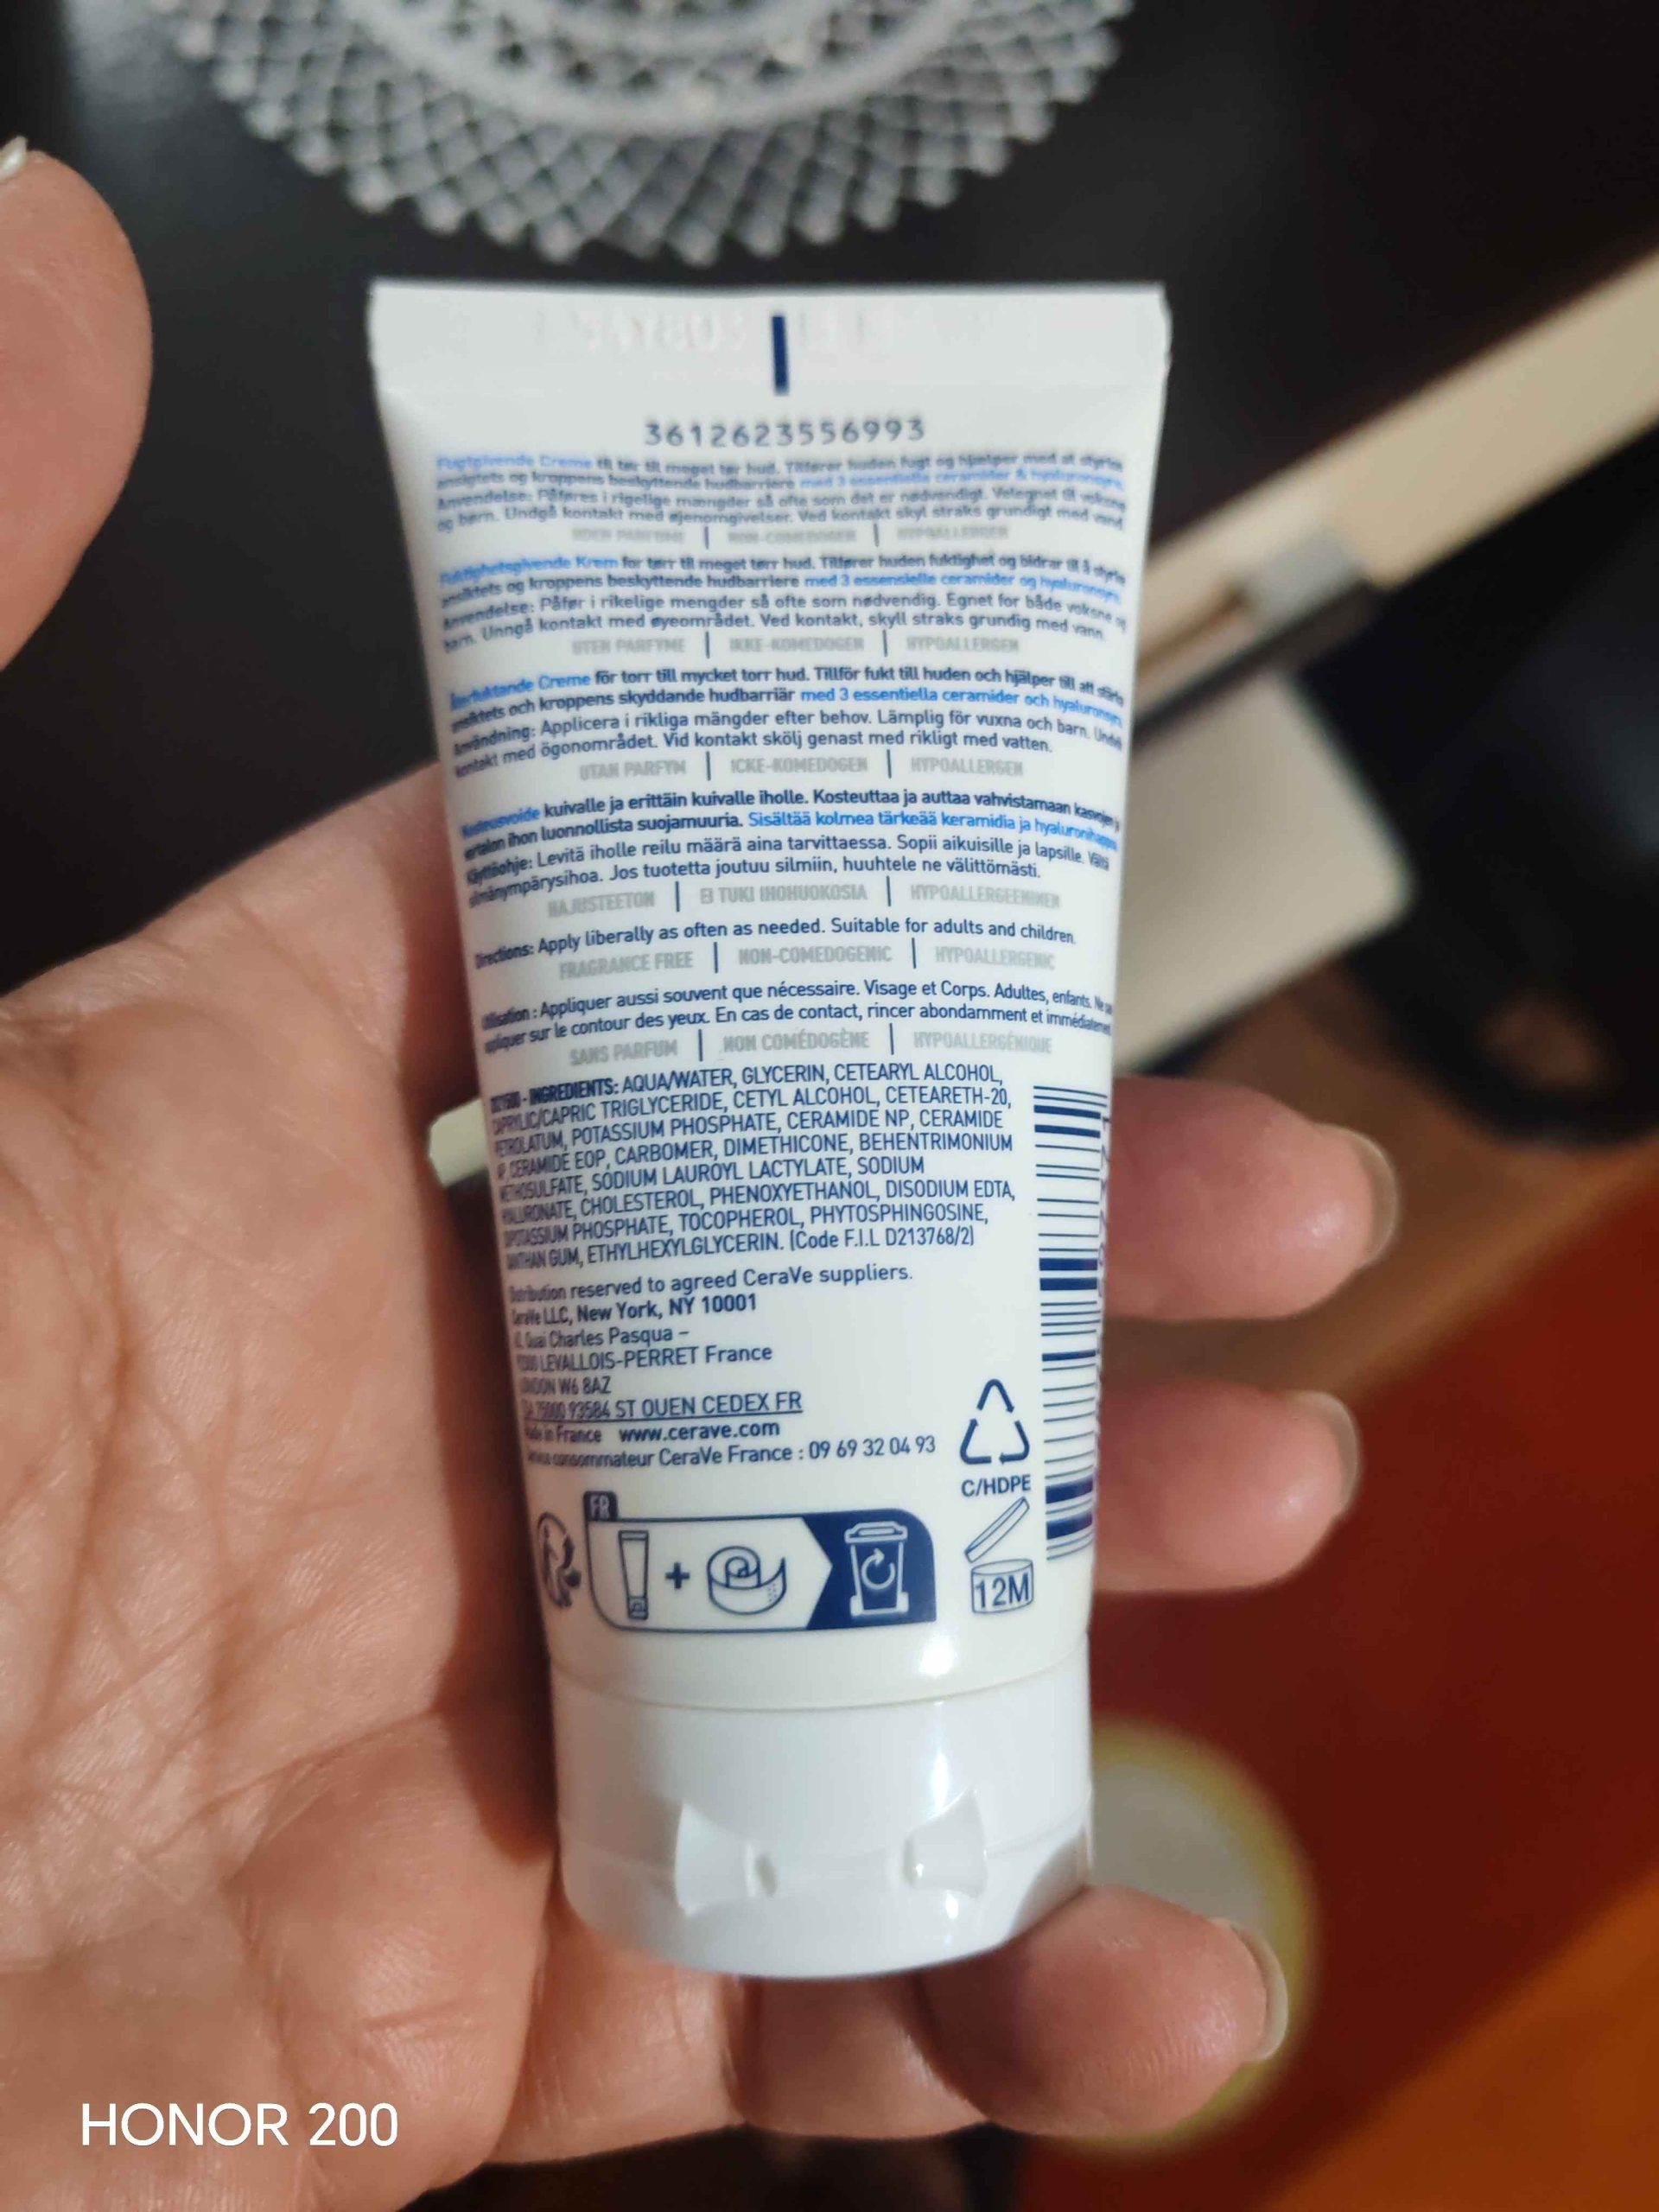 3612623556993
Fugtgivende Creme til tør til meget tør hud. Tilfører huden fugt og hjælper med at styrke
ansigtets og kroppens beskyttende hudbarriere med 3 essentielle ceramider & hyaluronsyre.
Anvendelse: Påføres i rigelige mængder så ofte som det er nødvendigt. Velegnet til voksne
og børn. Undgå kontakt med øjenomgivelser. Ved kontakt skyl straks grundigt med vand.
UDEN PARFUME | NON-COMEDOGEN | HYPOALLERGEN
Fuktighetsgivende Krem for tørr til meget tørr hud. Tilfører huden fuktighet og bidrar til å styrke
ansiktets og kroppens beskyttende hudbarriere med 3 essensielle ceramider og hyaluronsyre.
Anvendelse: Påfør i rikelige mengder så ofte som nødvendig. Egnet for både voksne og
barn. Unngå kontakt med øyeområdet. Ved kontakt, skyll straks grundig med vann.
UTEN PARFYME | IKKE-KOMEDOGEN | HYPOALLERGEN
Återfuktande Creme för torr till mycket torr hud. Tillför fukt till huden och hjälper till att stärka
ansiktets och kroppens skyddande hudbarriär med 3 essentiella ceramider och hyaluronsyra.
Användning: Applicera i rikliga mängder efter behov. Lämplig för vuxna och barn. Undvik
kontakt med ögonområdet. Vid kontakt skölj genast med rikligt med vatten.
UTAN PARFYM | ICKE-KOMEDOGEN | HYPOALLERGEN
Kosteusvoide kuivalle ja erittäin kuivalle iholle. Kosteuttaa ja auttaa vahvistamaan kasvojen ja
vartalon ihon luonnollista suojamuuria. Sisältää kolmea tärkeää keramidia ja hyaluronihappoa.
Käyttöohje: Levitä iholle reilu määrä aina tarvittaessa. Sopii aikuisille ja lapsille. Vältä
silmänympärysihoa. Jos tuotetta joutuu silmiin, huuhtele ne välittömästi.
HAJUSTEETON | EI TUKI IHOHUOKOSIA | HYPOALLERGEENINEN
Directions: Apply liberally as often as needed. Suitable for adults and children.
FRAGRANCE FREE | NON-COMEDOGENIC | HYPOALLERGENIC
Utilisation : Appliquer aussi souvent que nécessaire. Visage et Corps. Adultes, enfants. Ne pas
appliquer sur le contour des yeux. En cas de contact, rincer abondamment et immédiatement.
SANS PARFUM | NON COMÉDOGÈNE | HYPOALLERGÉNIQUE
- INGREDIENTS: AQUA/WATER, GLYCERIN, CETEARYL ALCOHOL,
CAPRYLIC/CAPRIC TRIGLYCERIDE, CETYL ALCOHOL, CETEARETH-20,
PETROLATUM, POTASSIUM PHOSPHATE, CERAMIDE NP, CERAMIDE
AP, CERAMIDE EOP, CARBOMER, DIMETHICONE, BEHENTRIMONIUM
METHOSULFATE, SODIUM LAUROYL LACTYLATE, SODIUM
HYALURONATE, CHOLESTEROL, PHENOXYETHANOL, DISODIUM EDTA,
DIPOTASSIUM PHOSPHATE, TOCOPHEROL, PHYTOSPHINGOSINE,
XANTHAN GUM, ETHYLHEXYLGLYCERIN. (Code F.I.L D213768/2)
Distribution reserved to agreed CeraVe suppliers.
CeraVe LLC, New York, NY 10001
Quai Charles Pasqua –
LEVALLOIS-PERRET France
LONDON W6 8AZ
75000 93584 ST OUEN CEDEX FR
Made in France www.cerave.com
Service consommateur CeraVe France : 09 69 32 04 93
C/HDPE
FR
12M
HONOR 200